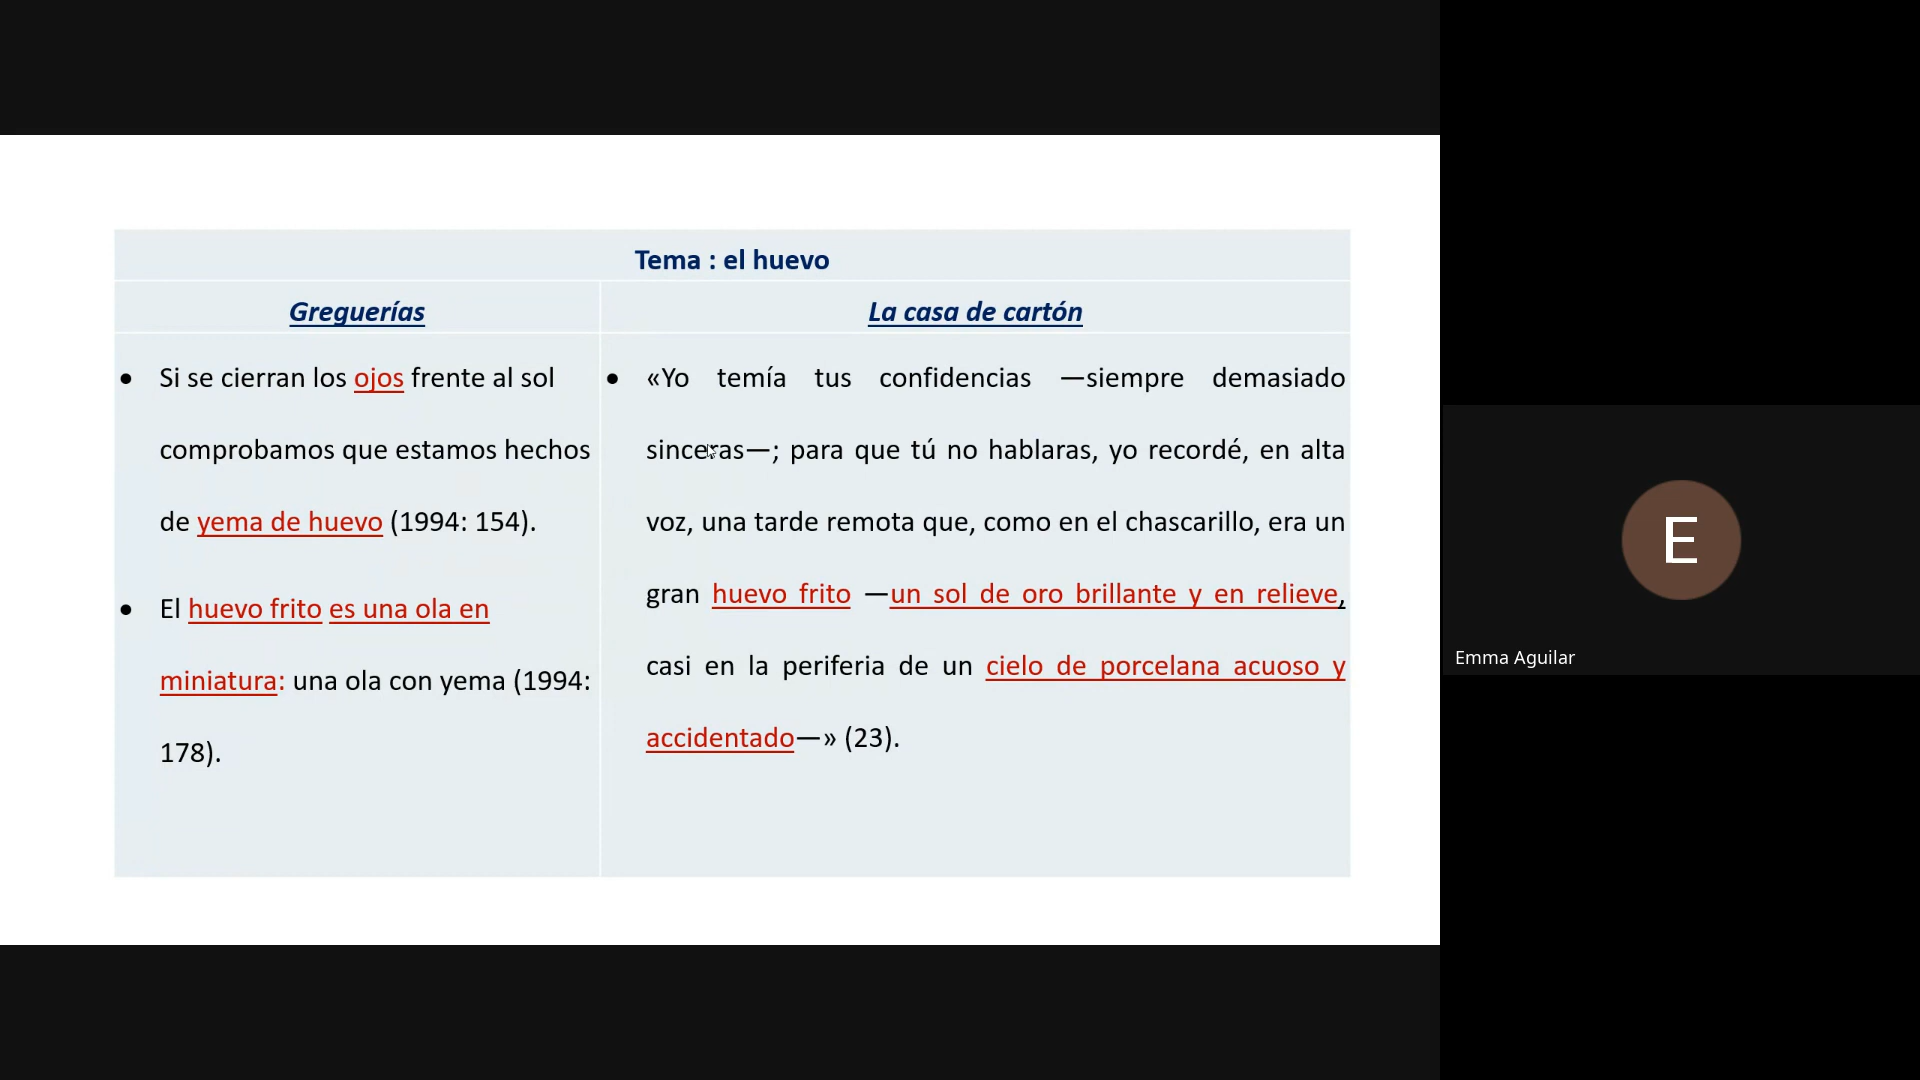 Tema : el huevo
Greguerías
La casa de cartón
• Si se cierran los ojos frente al sol
comprobamos que estamos hechos
de yema de huevo (1994: 154).
• El huevo frito es una ola en
miniatura: una ola con yema (1994:
178).
• «Yo temía tus confidencias —siempre demasiado
sinceras—; para que tú no hablaras, yo recordé, en alta
voz, una tarde remota que, como en el chascarillo, era un
gran huevo frito —un sol de oro brillante y en relieve,
casi en la periferia de un cielo de porcelana acuoso y
accidentado—» (23).
E
Emma Aguilar